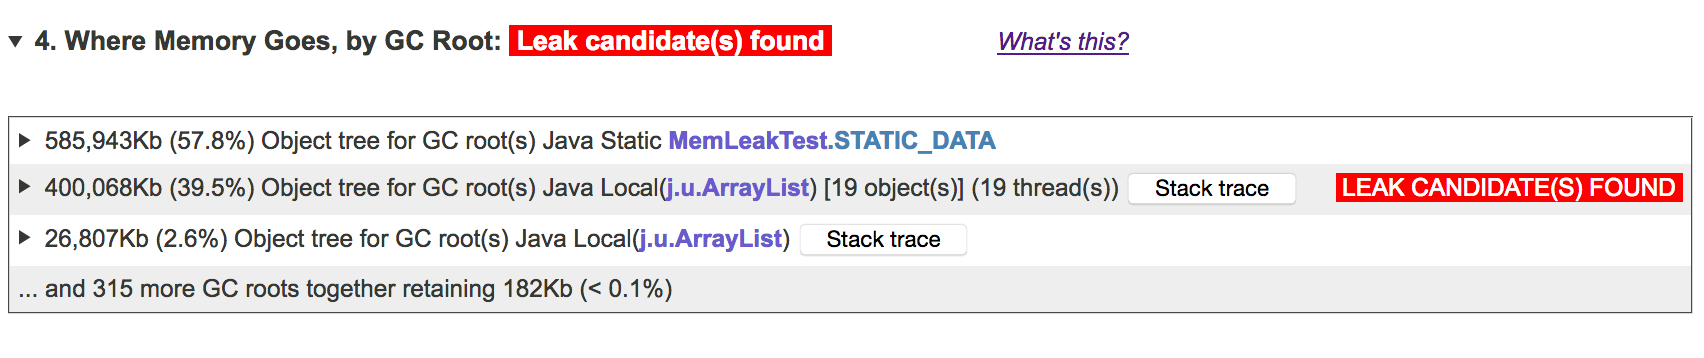 4. Where Memory Goes, by GC Root: Leak candidate(s) found What's this?
585,943Kb (57.8%) Object tree for GC root(s) Java Static MemLeakTest.STATIC_DATA
400,068Kb (39.5%) Object tree for GC root(s) Java Local(j.u.ArrayList) [19 object(s)] (19 thread(s)) Stack trace LEAK CANDIDATE(S) FOUND
26,807Kb (2.6%) Object tree for GC root(s) Java Local(j.u.ArrayList) Stack trace
... and 315 more GC roots together retaining 182Kb (< 0.1%)